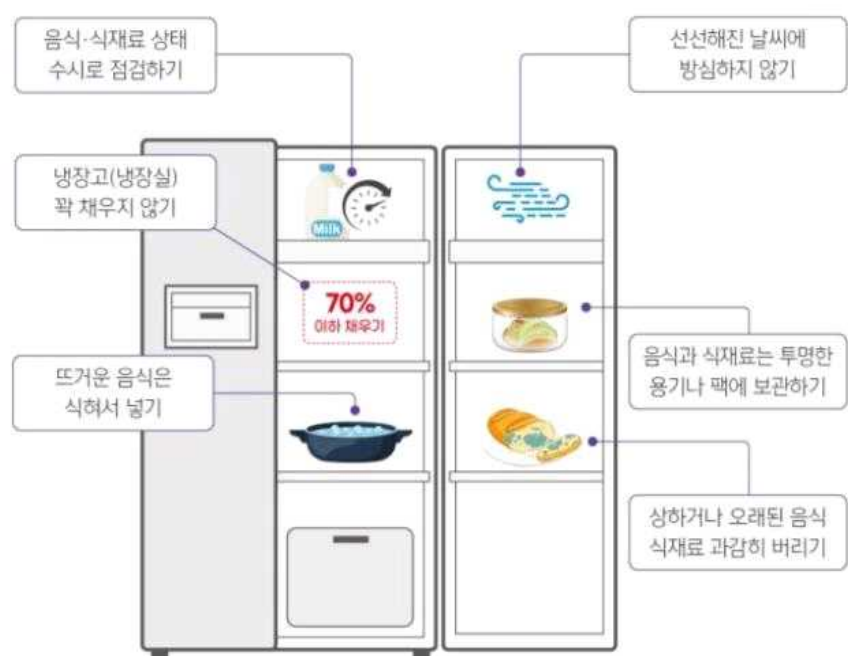 음식·식재료 상태
수시로 점검하기
선선해진 날씨에
방심하지 않기
냉장고(냉장실)
꽉 채우지 않기
Milk
70%
이하 채우기
음식과 식재료는 투명한
용기나 팩에 보관하기
뜨거운 음식은
식혀서 넣기
상하거나 오래된 음식
식재료 과감히 버리기